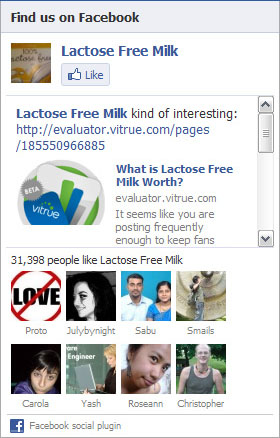 Find us on Facebook
100%
Lactose Free Milk
Like
Lactose Free Milk kind of interesting:
http://evaluator.vitrue.com/pages
/185550966885
BETA
vitrue
What is Lactose Free
Milk Worth?
evaluator.vitrue.com
It seems like you are
posting frequently
enough to keep fans
31,398 people like Lactose Free Milk
LOVE
Engineer
Proto Julybynight Sabu Smails
Carola Yash Roseann Christopher
Facebook social plugin